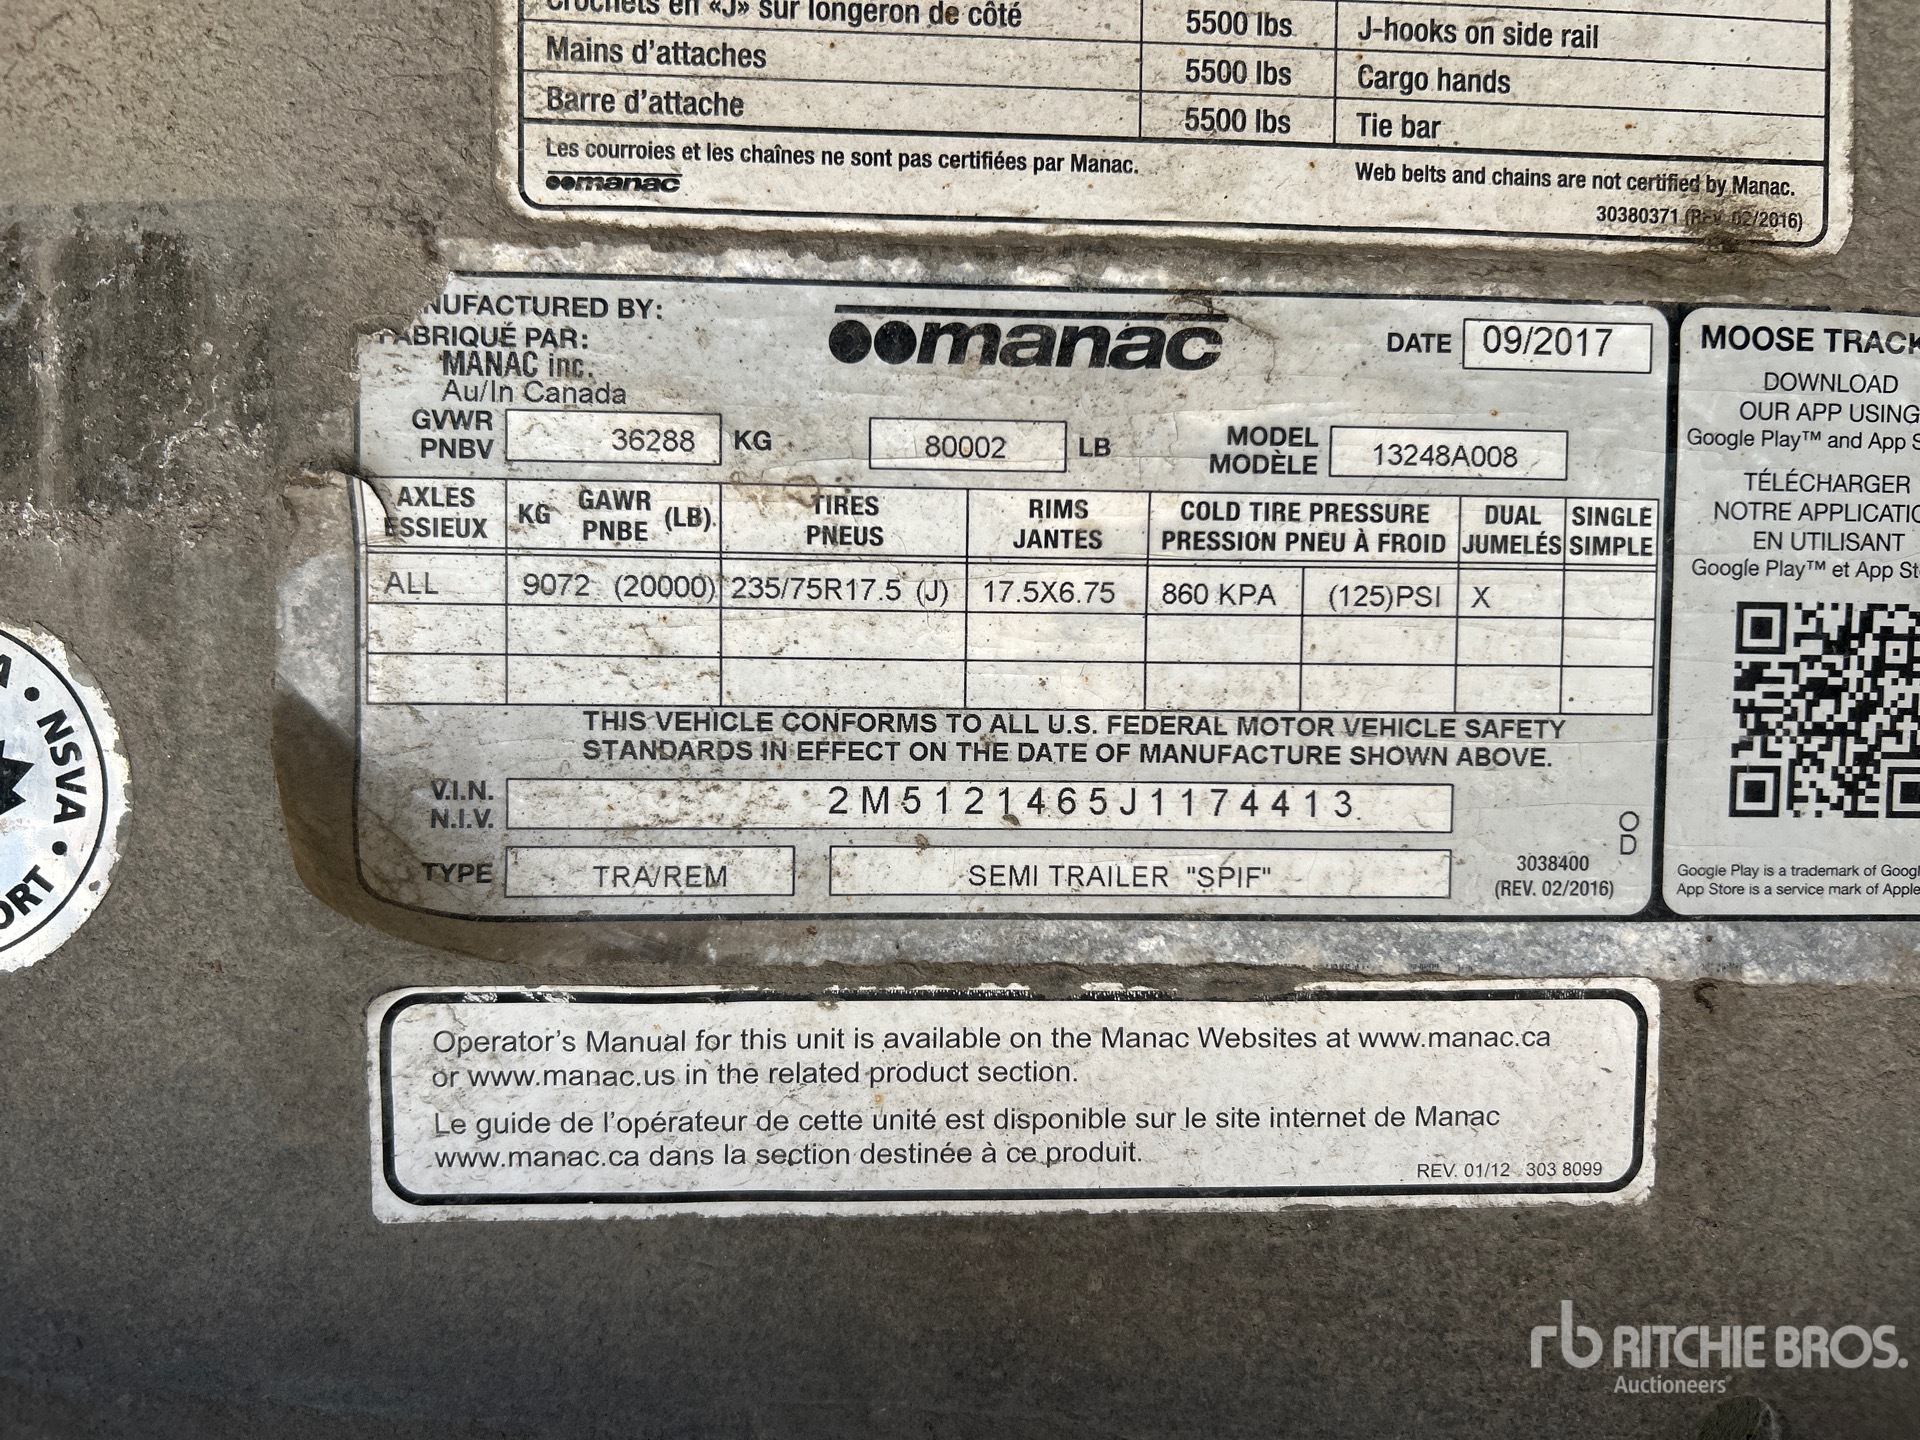 Crochets en «J» sur longeron de côté 5500 lbs J-hooks on side rail
Mains d'attaches 5500 lbs Cargo hands
Barre d'attache 5500 lbs Tie bar
Les courroies et les chaînes ne sont pas certifiées par Manac. Web belts and chains are not certified by Manac.
manac
30380371 (Rev. 02/2016)
NUFACTURED BY:
FABRIQUÉ PAR:
MANAC inc.
Au/In Canada
manac
DATE 09/2017
GVWR
PNBV
36288 KG 80002 LB
MODEL
MODÈLE
13248A008
AXLES
ESSIEUX
KG GAWR (LB)
PNBE
TIRES
PNEUS
RIMS
JANTES
COLD TIRE PRESSURE
PRESSION PNEU À FROID
DUAL
JUMELÉS
SINGLE
SIMPLE
ALL 9072 (20000) 235/75R17.5 (J) 17.5X6.75 860 KPA (125)PSI X
THIS VEHICLE CONFORMS TO ALL U.S. FEDERAL MOTOR VEHICLE SAFETY
STANDARDS IN EFFECT ON THE DATE OF MANUFACTURE SHOWN ABOVE.
V.I.N.
N.I.V.
2M5121465J1174413
TYPE TRA/REM SEMI TRAILER "SPIF"
3038400
(REV. 02/2016)
OD
MOOSE TRACK
DOWNLOAD
OUR APP USING
Google Play™ and App S
TÉLÉCHARGER
NOTRE APPLICATIO
EN UTILISANT
Google Play™ et App St
Google Play is a trademark of Googl
App Store is a service mark of Apple
A • NSVA • ORT
Operator's Manual for this unit is available on the Manac Websites at www.manac.ca
or www.manac.us in the related product section.
Le guide de l'opérateur de cette unité est disponible sur le site internet de Manac
www.manac.ca dans la section destinée à ce produit.
REV. 01/12 303 8099
rb RITCHIE BROS.
Auctioneers